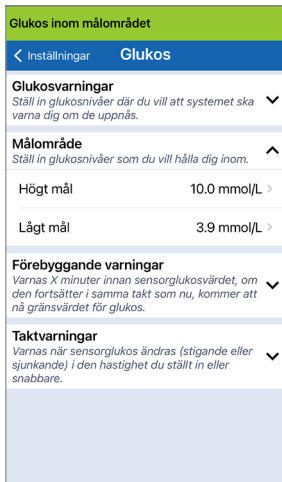 Glukos inom målområdet
Inställningar Glukos
Glukosvarningar
Ställ in glukosnivåer där du vill att systemet ska
varna dig om de uppnås.
Målområde
Ställ in glukosnivåer som du vill hålla dig inom.
Högt mål 10.0 mmol/L
Lågt mål 3.9 mmol/L
Förebyggande varningar
Varnas X minuter innan sensorglukosvärdet, om
den fortsätter i samma takt som nu, kommer att
nå gränsvärdet för glukos.
Taktvarningar
Varnas när sensorglukos ändras (stigande eller
sjunkande) i den hastighet du ställt in eller
snabbare.